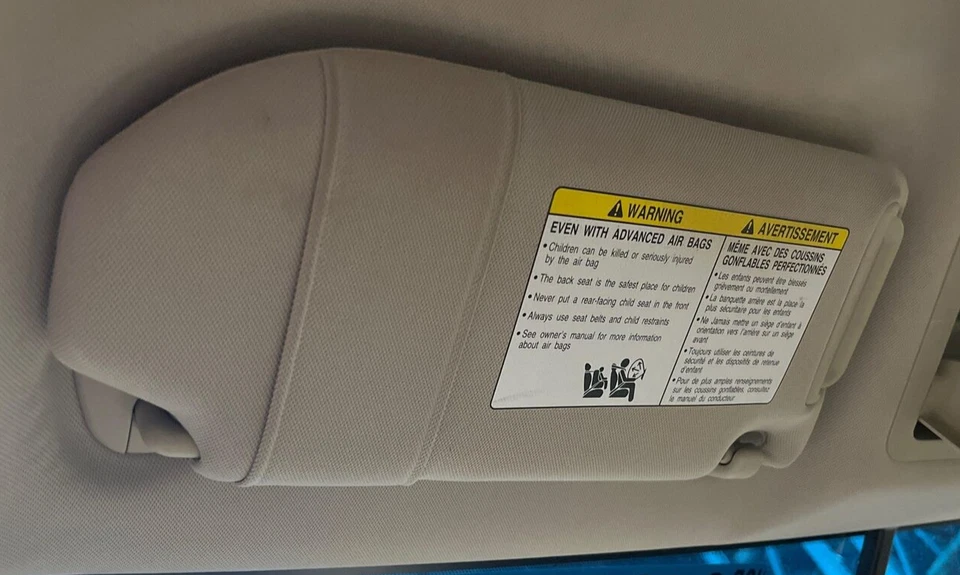 WARNING
EVEN WITH ADVANCED AIR BAGS
• Children can be killed or seriously injured
by the air bag
• The back seat is the safest place for children
• Never put a rear-facing child seat in the front
• Always use seat belts and child restraints
• See owner's manual for more information
about air bags
AVERTISSEMENT
MÊME AVEC DES COUSSINS
GONFLABLES PERFECTIONNÉS
• Les enfants peuvent être blessés
grièvement ou mortellement
• La banquette arrière est la place la
plus sécuritaire pour les enfants
• Ne Jamais mettre un siège d'enfant à
orientation vers l'arrière sur un siège
avant
• Toujours utiliser les ceintures de
sécurité et les dispositifs de retenue
d'enfant
• Pour de plus amples renseignements
sur les coussins gonflables, consultez
le manuel du conducteur